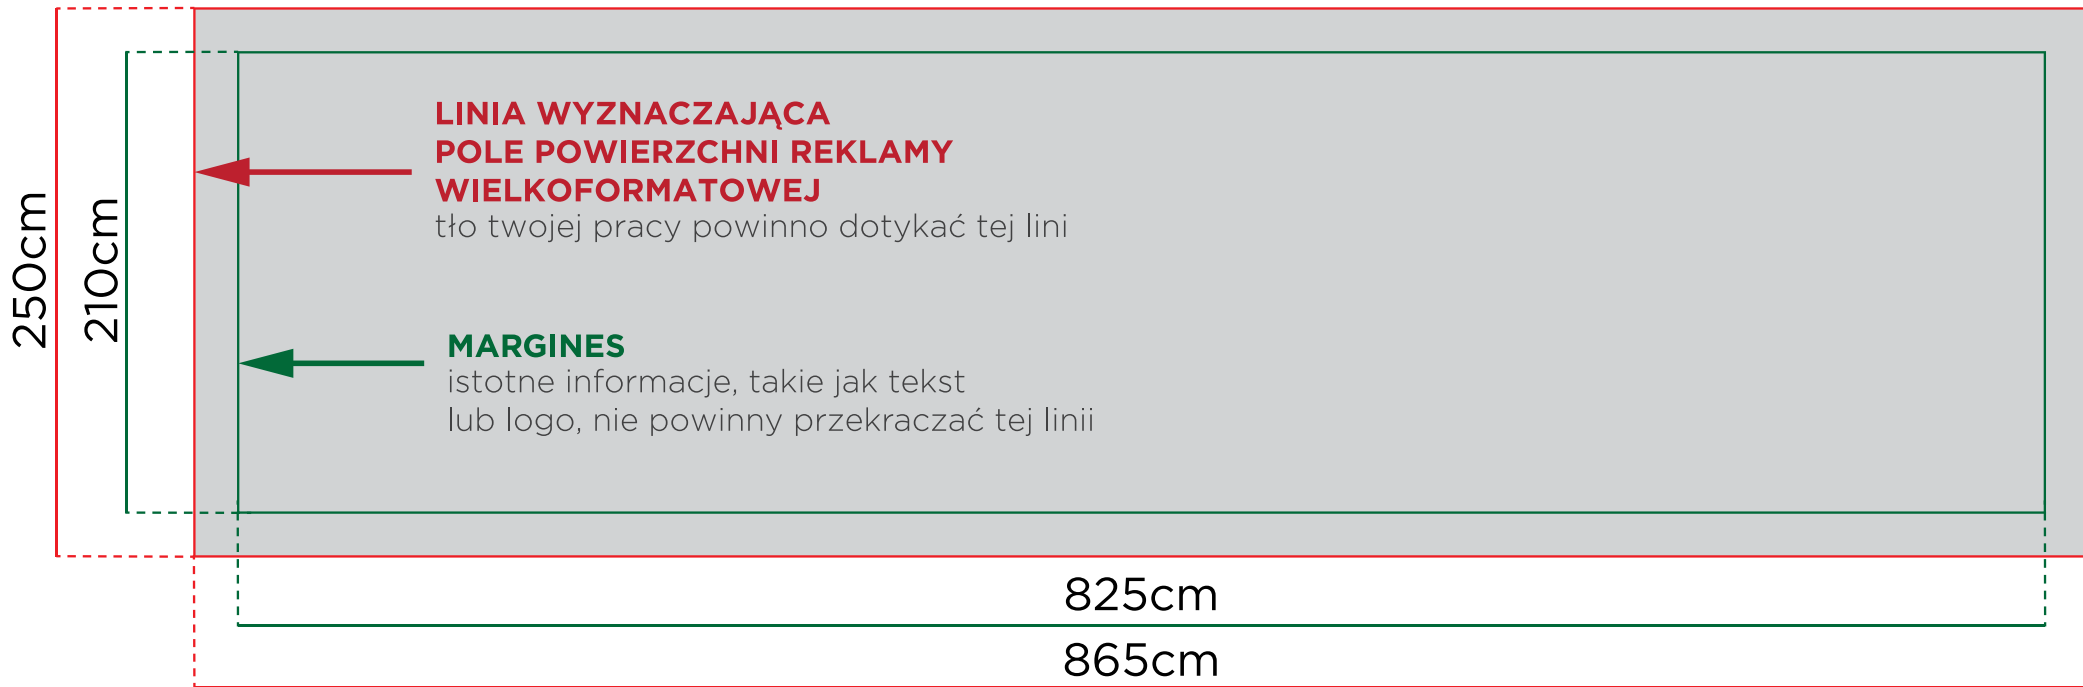 LINIA WYZNACZAJĄCA
POLE POWIERZCHNI REKLAMY
WIELKOFORMATOWEJ
tło twojej pracy powinno dotykać tej lini
250cm
210cm
MARGINES
istotne informacje, takie jak tekst
lub logo, nie powinny przekraczać tej linii
825cm
865cm